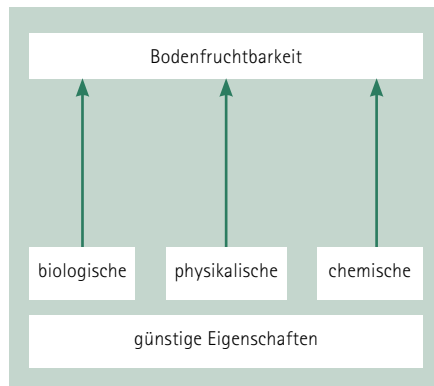 Bodenfruchtbarkeit
biologische
physikalische
chemische
günstige Eigenschaften